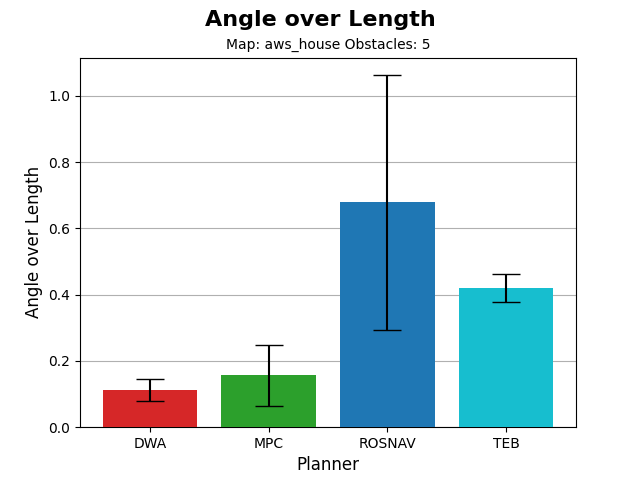 Angle over Length
Map: aws_house Obstacles: 5
Angle over Length
1.0
0.8
0.6
0.4
0.2
0.0
DWA MPC ROSNAV TEB
Planner